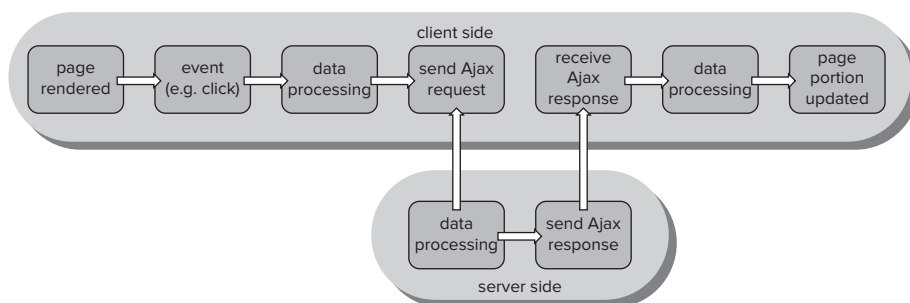 client side
page
rendered
event
(e.g. click)
data
processing
send Ajax
request
receive
Ajax
response
data
processing
page
portion
updated
data
processing
send Ajax
response
server side